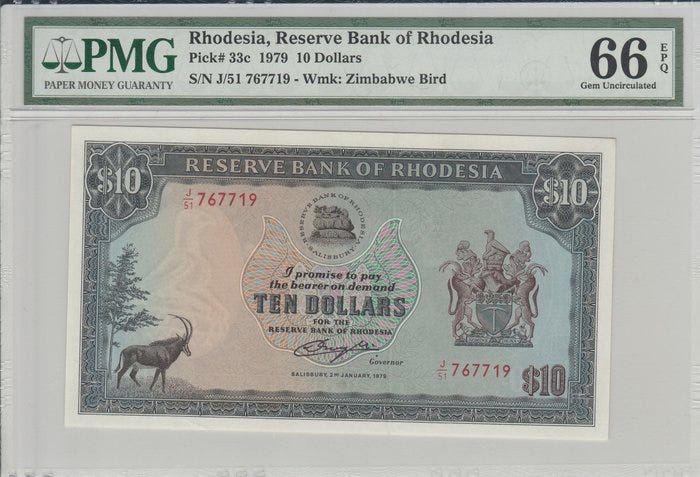 PMG
PAPER MONEY GUARANTY
Rhodesia, Reserve Bank of Rhodesia
Pick# 33c 1979 10 Dollars
S/N J/51 767719 - Wmk: Zimbabwe Bird
66 EPQ
Gem Uncirculated
RESERVE BANK OF RHODESIA
$10
$10
J/51 767719
RESERVE BANK OF RHODESIA
SALISBURY
I promise to pay
the bearer on demand
TEN DOLLARS
FOR THE
RESERVE BANK OF RHODESIA
Governor
SALISBURY, 2ND JANUARY, 1979
J/51 767719
$10
$10